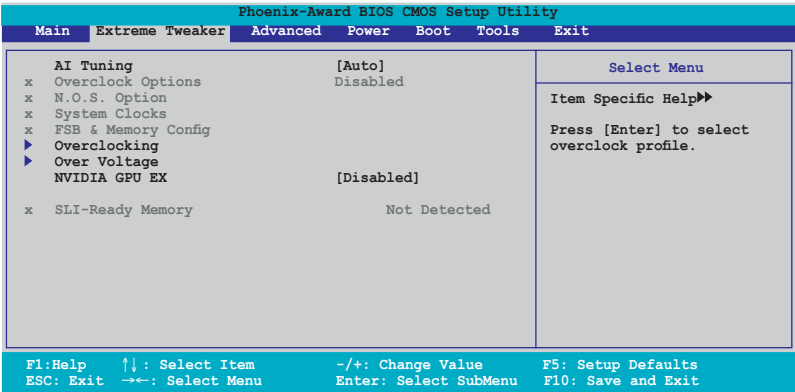 Phoenix-Award BIOS CMOS Setup Utility
Main Extreme Tweaker Advanced Power Boot Tools Exit
AI Tuning [Auto]
x Overclock Options Disabled
x N.O.S. Option
x System Clocks
x FSB & Memory Config
Overclocking
Over Voltage
NVIDIA GPU EX [Disabled]
x SLI-Ready Memory Not Detected
Select Menu
Item Specific Help
Press [Enter] to select
overclock profile.
F1:Help ↑↓: Select Item -/+: Change Value F5: Setup Defaults
ESC: Exit →←: Select Menu Enter: Select SubMenu F10: Save and Exit